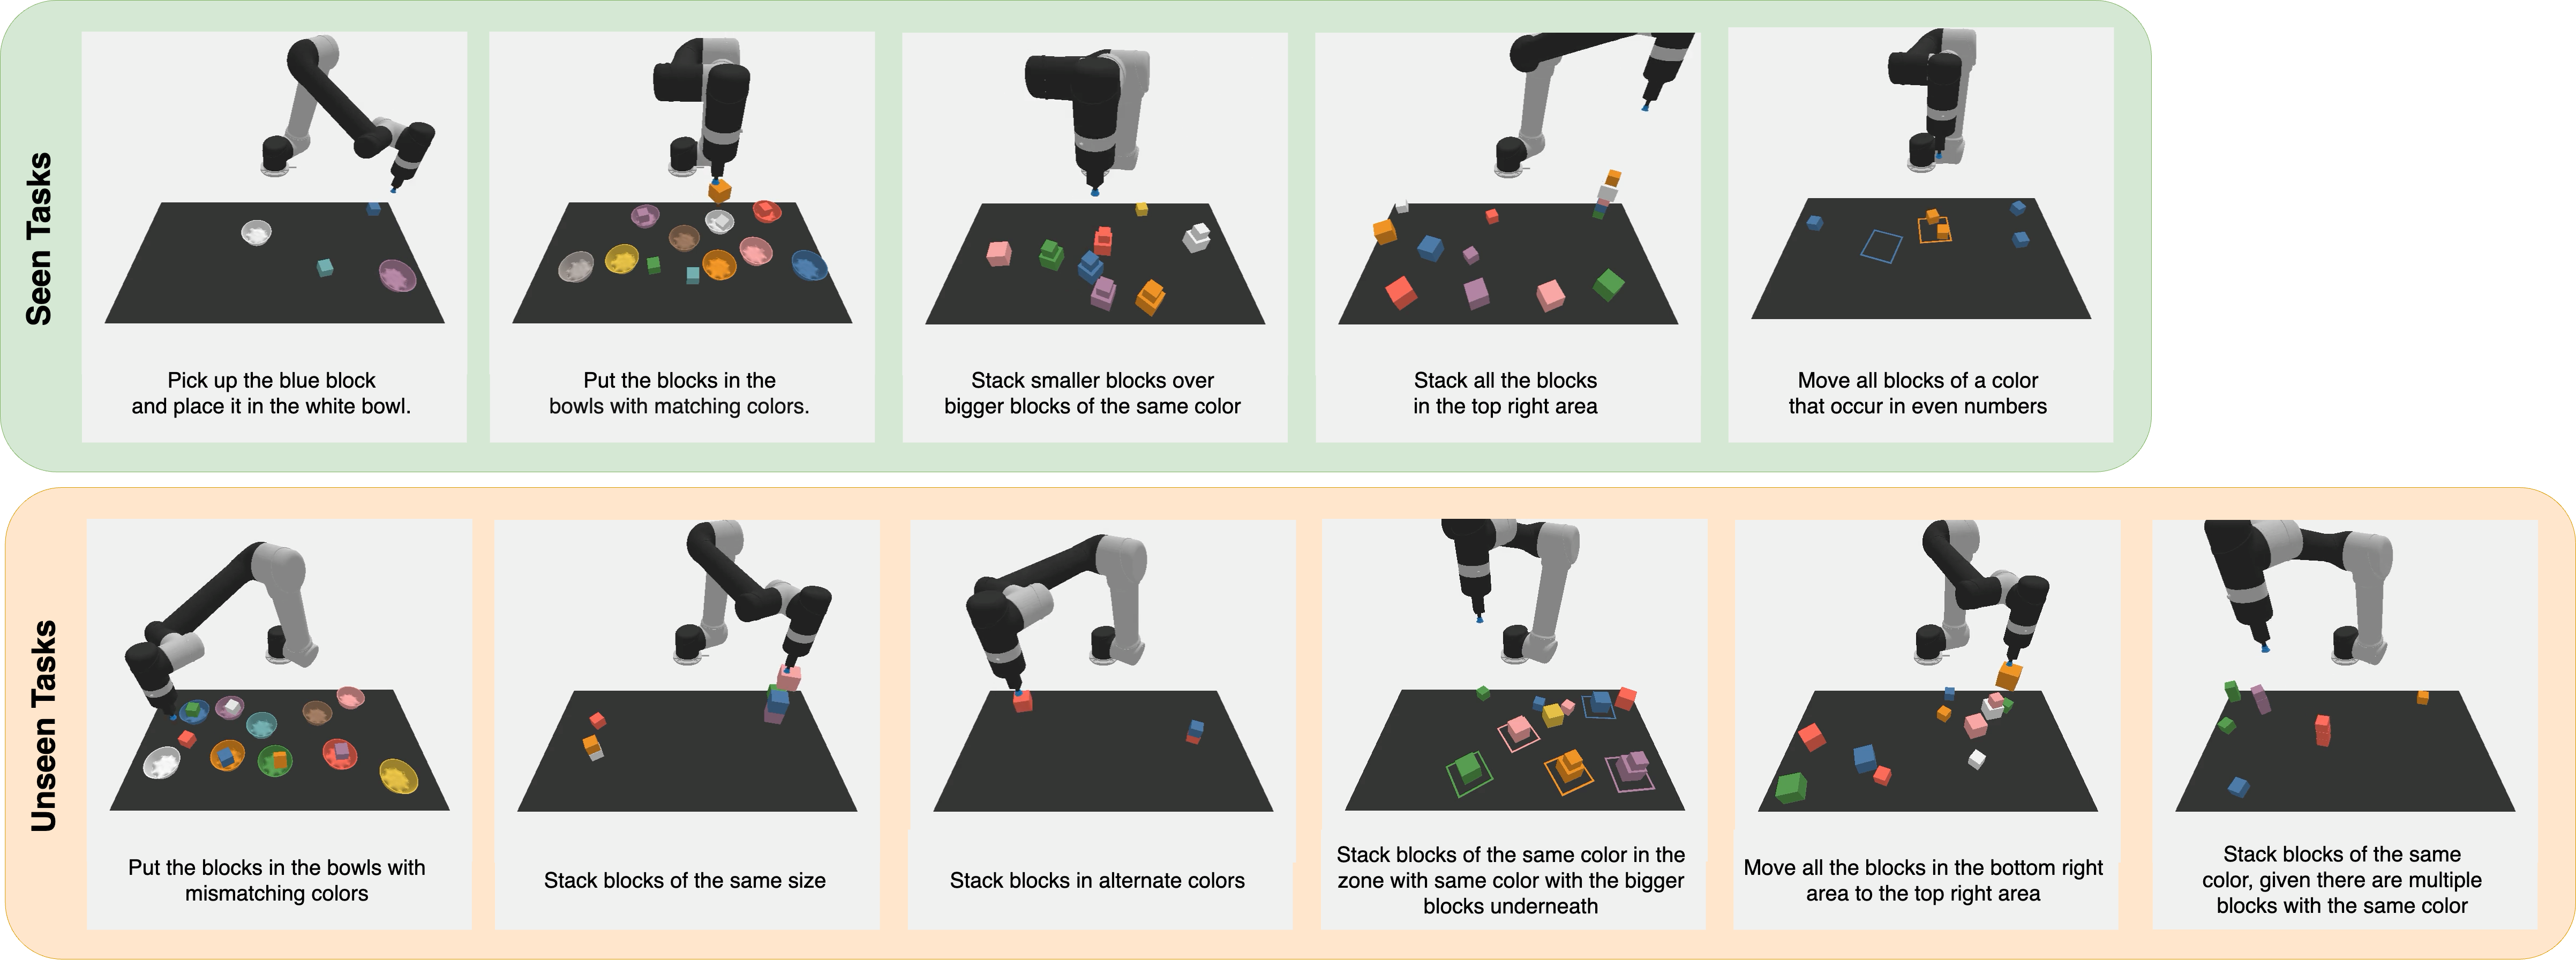 Seen Tasks
Pick up the blue block
and place it in the white bowl.
Put the blocks in the
bowls with matching colors.
Stack smaller blocks over
bigger blocks of the same color
Stack all the blocks
in the top right area
Move all blocks of a color
that occur in even numbers
Unseen Tasks
Put the blocks in the bowls with
mismatching colors
Stack blocks of the same size
Stack blocks in alternate colors
Stack blocks of the same color in the
zone with same color with the bigger
blocks underneath
Move all the blocks in the bottom right
area to the top right area
Stack blocks of the same
color, given there are multiple
blocks with the same color